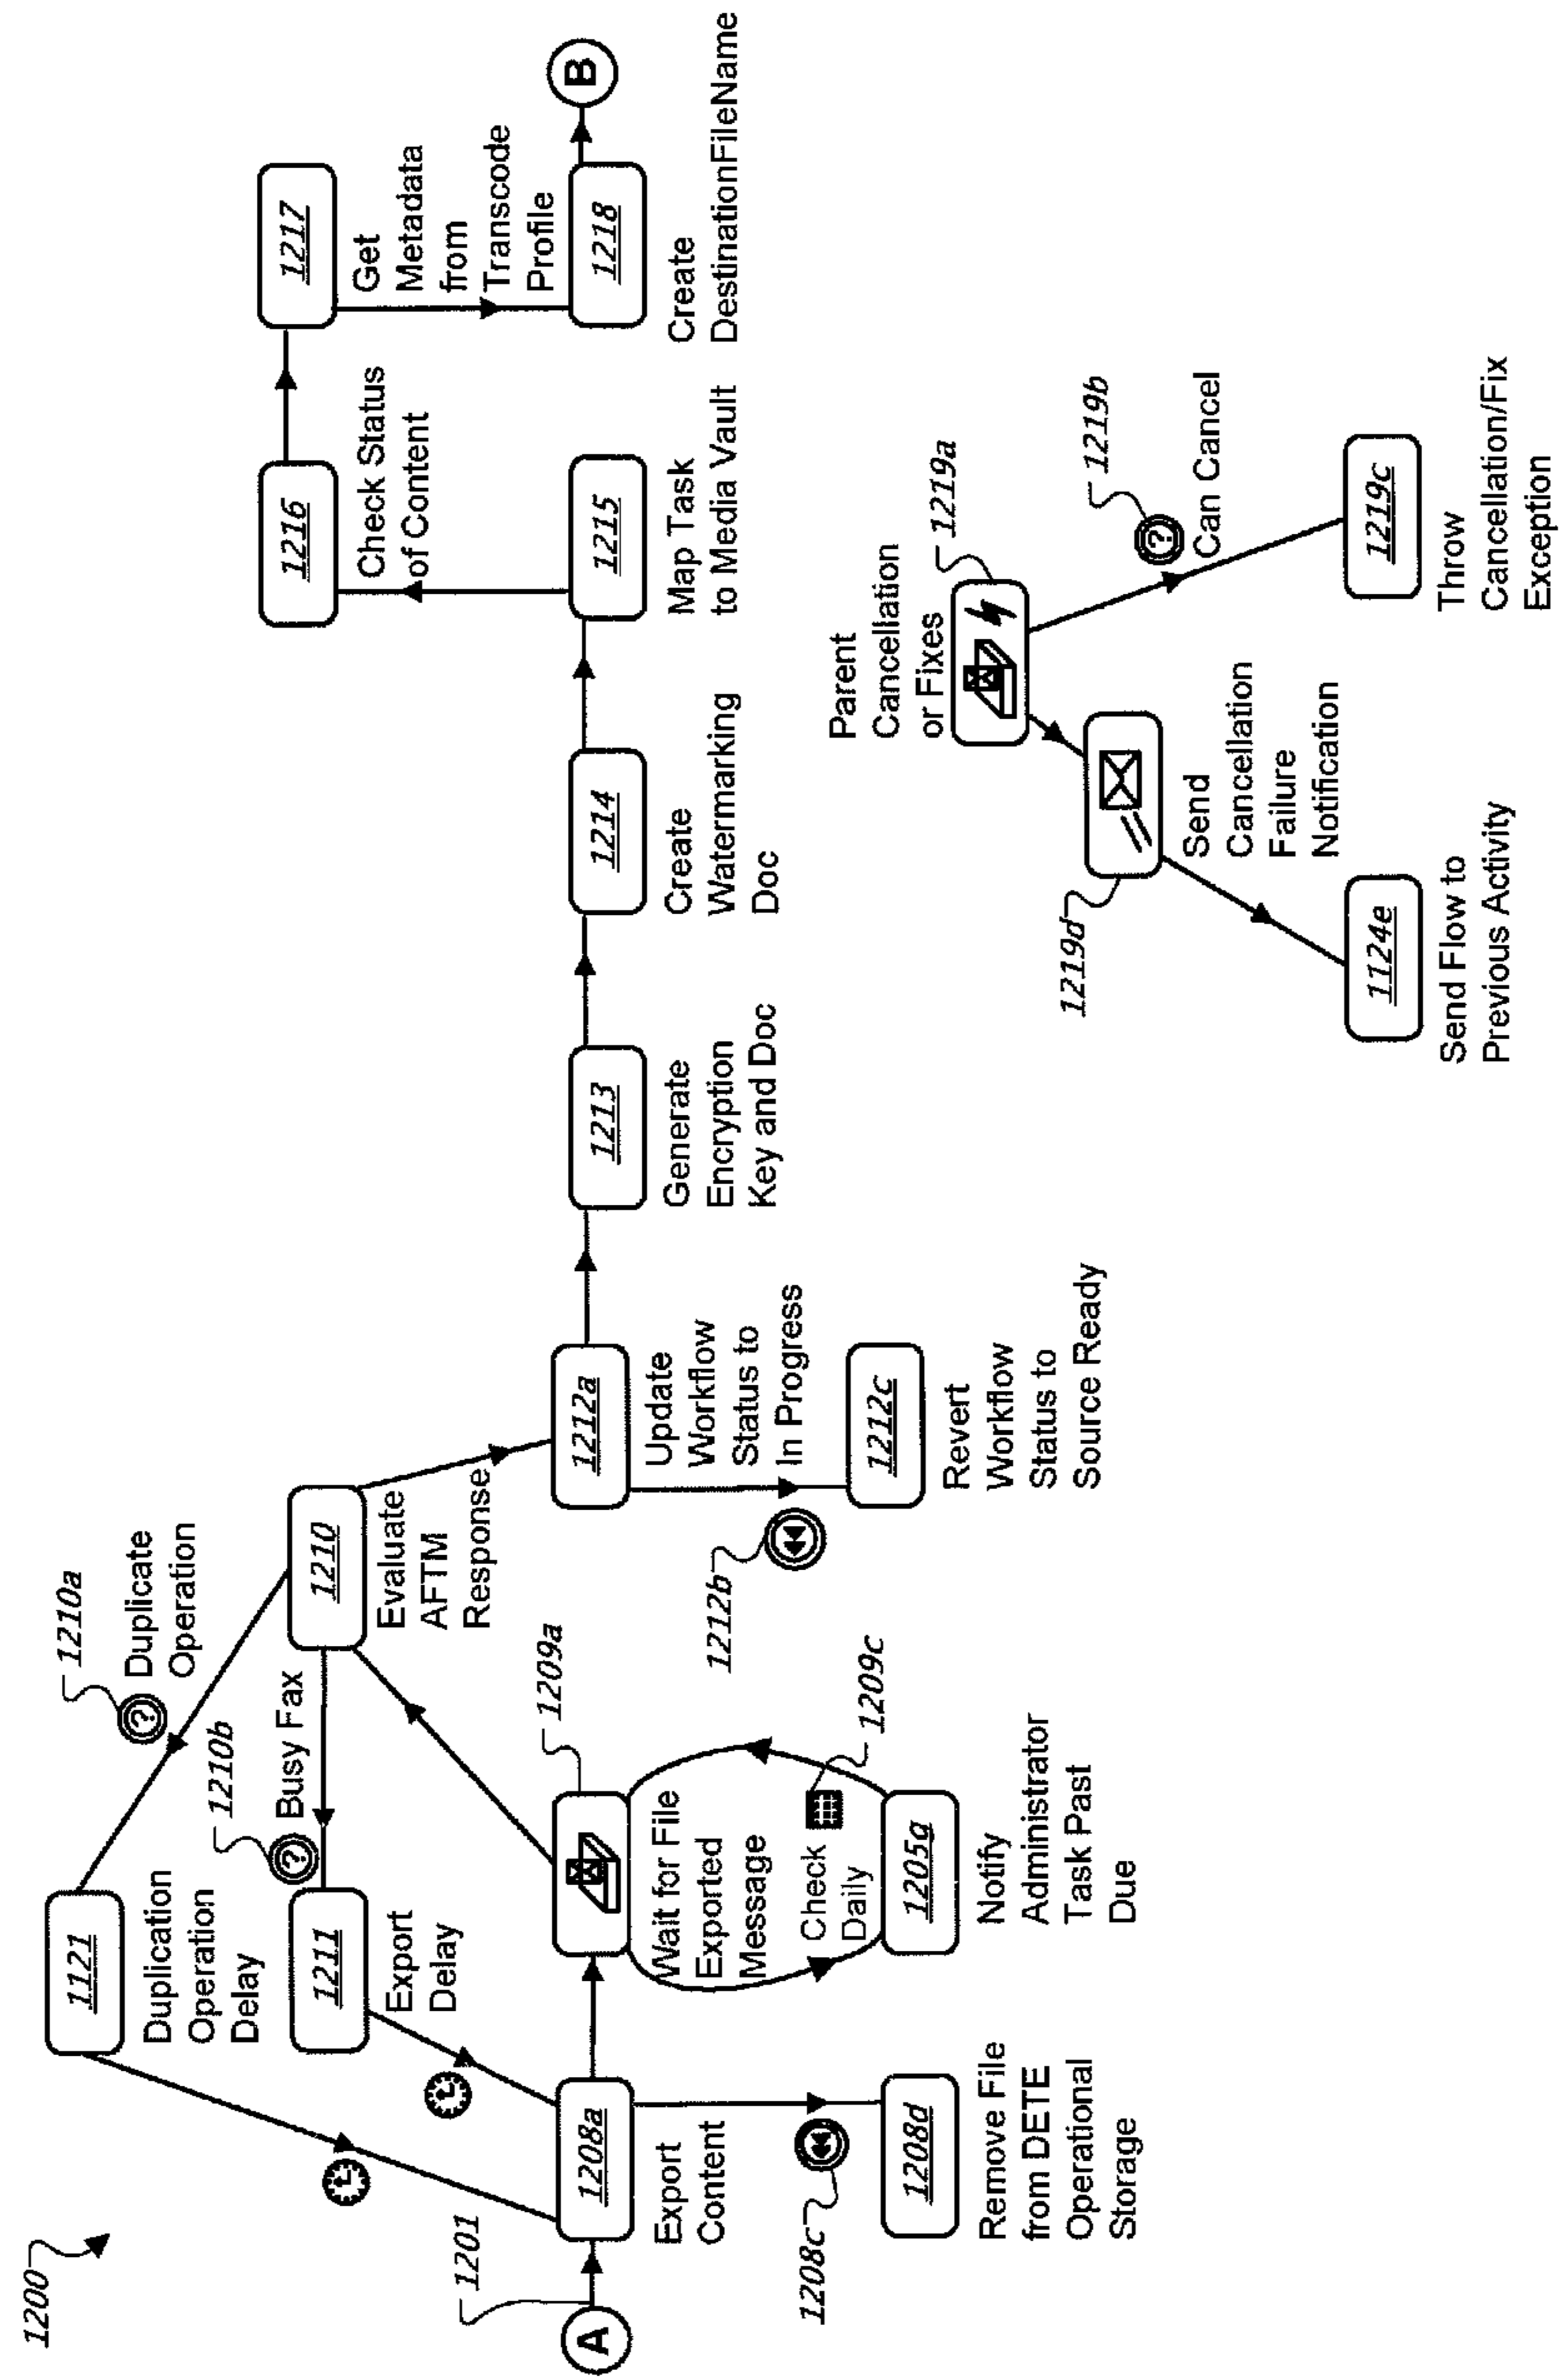 1200
A
1201
1208a
Export
Content
1208c
1208d
Remove File
from DETE
Operational
Storage
1121
Duplication
Operation
Delay
1211
Export
Delay
1210b
Busy Fax
1210a
Duplicate
Operation
1209a
Wait for File
Exported
Message
Check
Daily
1209c
1205g
Notify
Administrator
Task Past
Due
1210
Evaluate
AFTM
Response
1212a
Update
Workflow
Status to
In Progress
1212b
1212c
Revert
Workflow
Status to
Source Ready
1213
Generate
Encryption
Key and Doc
1214
Create
Watermarking
Doc
1215
Map Task
to Media Vault
1216
Check Status
of Content
1217
Get
Metadata
from
Transcode
Profile
1218
Create
DestinationFileName
B
Parent
Cancellation
or Fixes
1219a
1219b
Can Cancel
1219c
Throw
Cancellation/Fix
Exception
1219d
Send
Cancellation
Failure
Notification
1124e
Send Flow to
Previous Activity